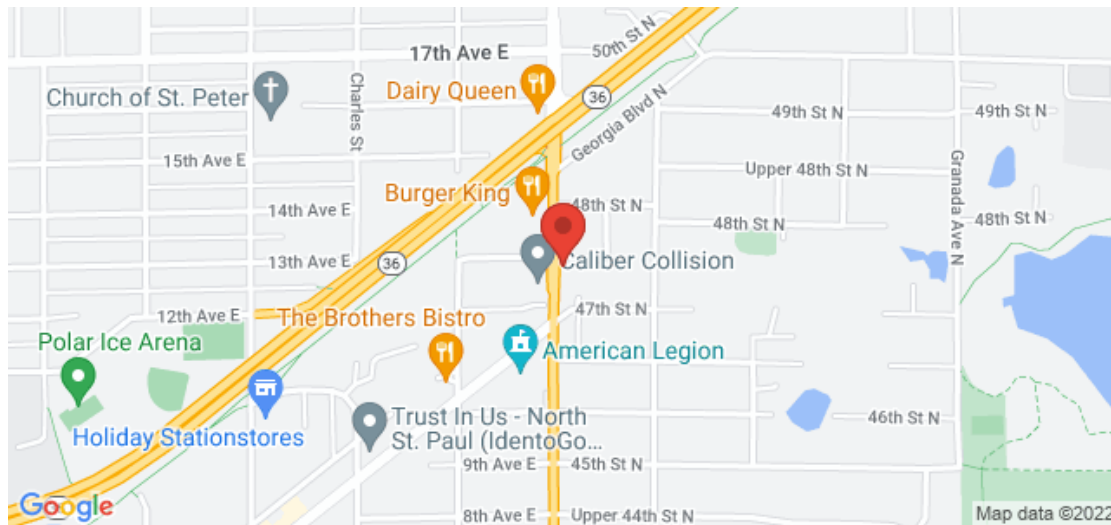 50th St N
17th Ave E
36
Dairy Queen
Church of St. Peter
Charles St
49th St N
49th St N
Georgia Blvd N
15th Ave E
Granada Ave N
Upper 48th St N
Burger King
14th Ave E
48th St N
48th St N
48th St N
13th Ave E
36
Caliber Collision
12th Ave E
The Brothers Bistro
47th St N
Polar Ice Arena
American Legion
Trust In Us - North
St. Paul (IdentoGo...
46th St N
Holiday Stationstores
9th Ave E
45th St N
Google
8th Ave E
Upper 44th St N
Map data ©2022